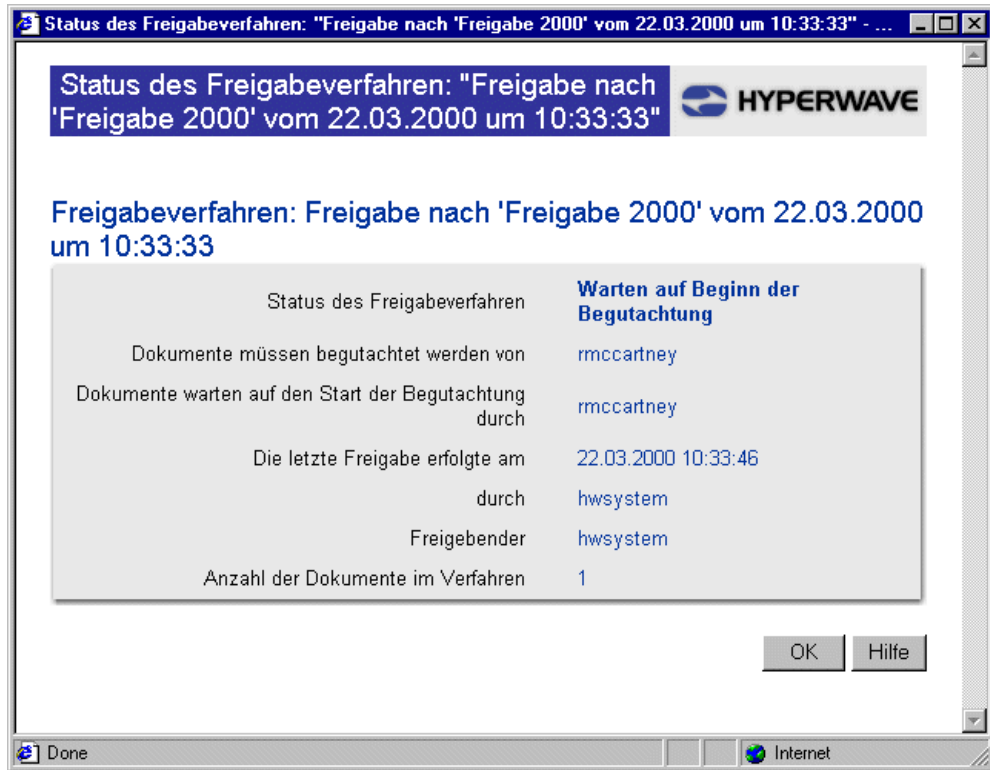 Status des Freigabeverfahren: "Freigabe nach 'Freigabe 2000' vom 22.03.2000 um 10:33:33" - ...
Status des Freigabeverfahren: "Freigabe nach
'Freigabe 2000' vom 22.03.2000 um 10:33:33"
HYPERWAVE
Freigabeverfahren: Freigabe nach 'Freigabe 2000' vom 22.03.2000
um 10:33:33
Status des Freigabeverfahren
Warten auf Beginn der
Begutachtung
Dokumente müssen begutachtet werden von
rmccartney
Dokumente warten auf den Start der Begutachtung
durch
rmccartney
Die letzte Freigabe erfolgte am
22.03.2000 10:33:46
durch
hwsystem
Freigebender
hwsystem
Anzahl der Dokumente im Verfahren
1
OK
Hilfe
Done
Internet